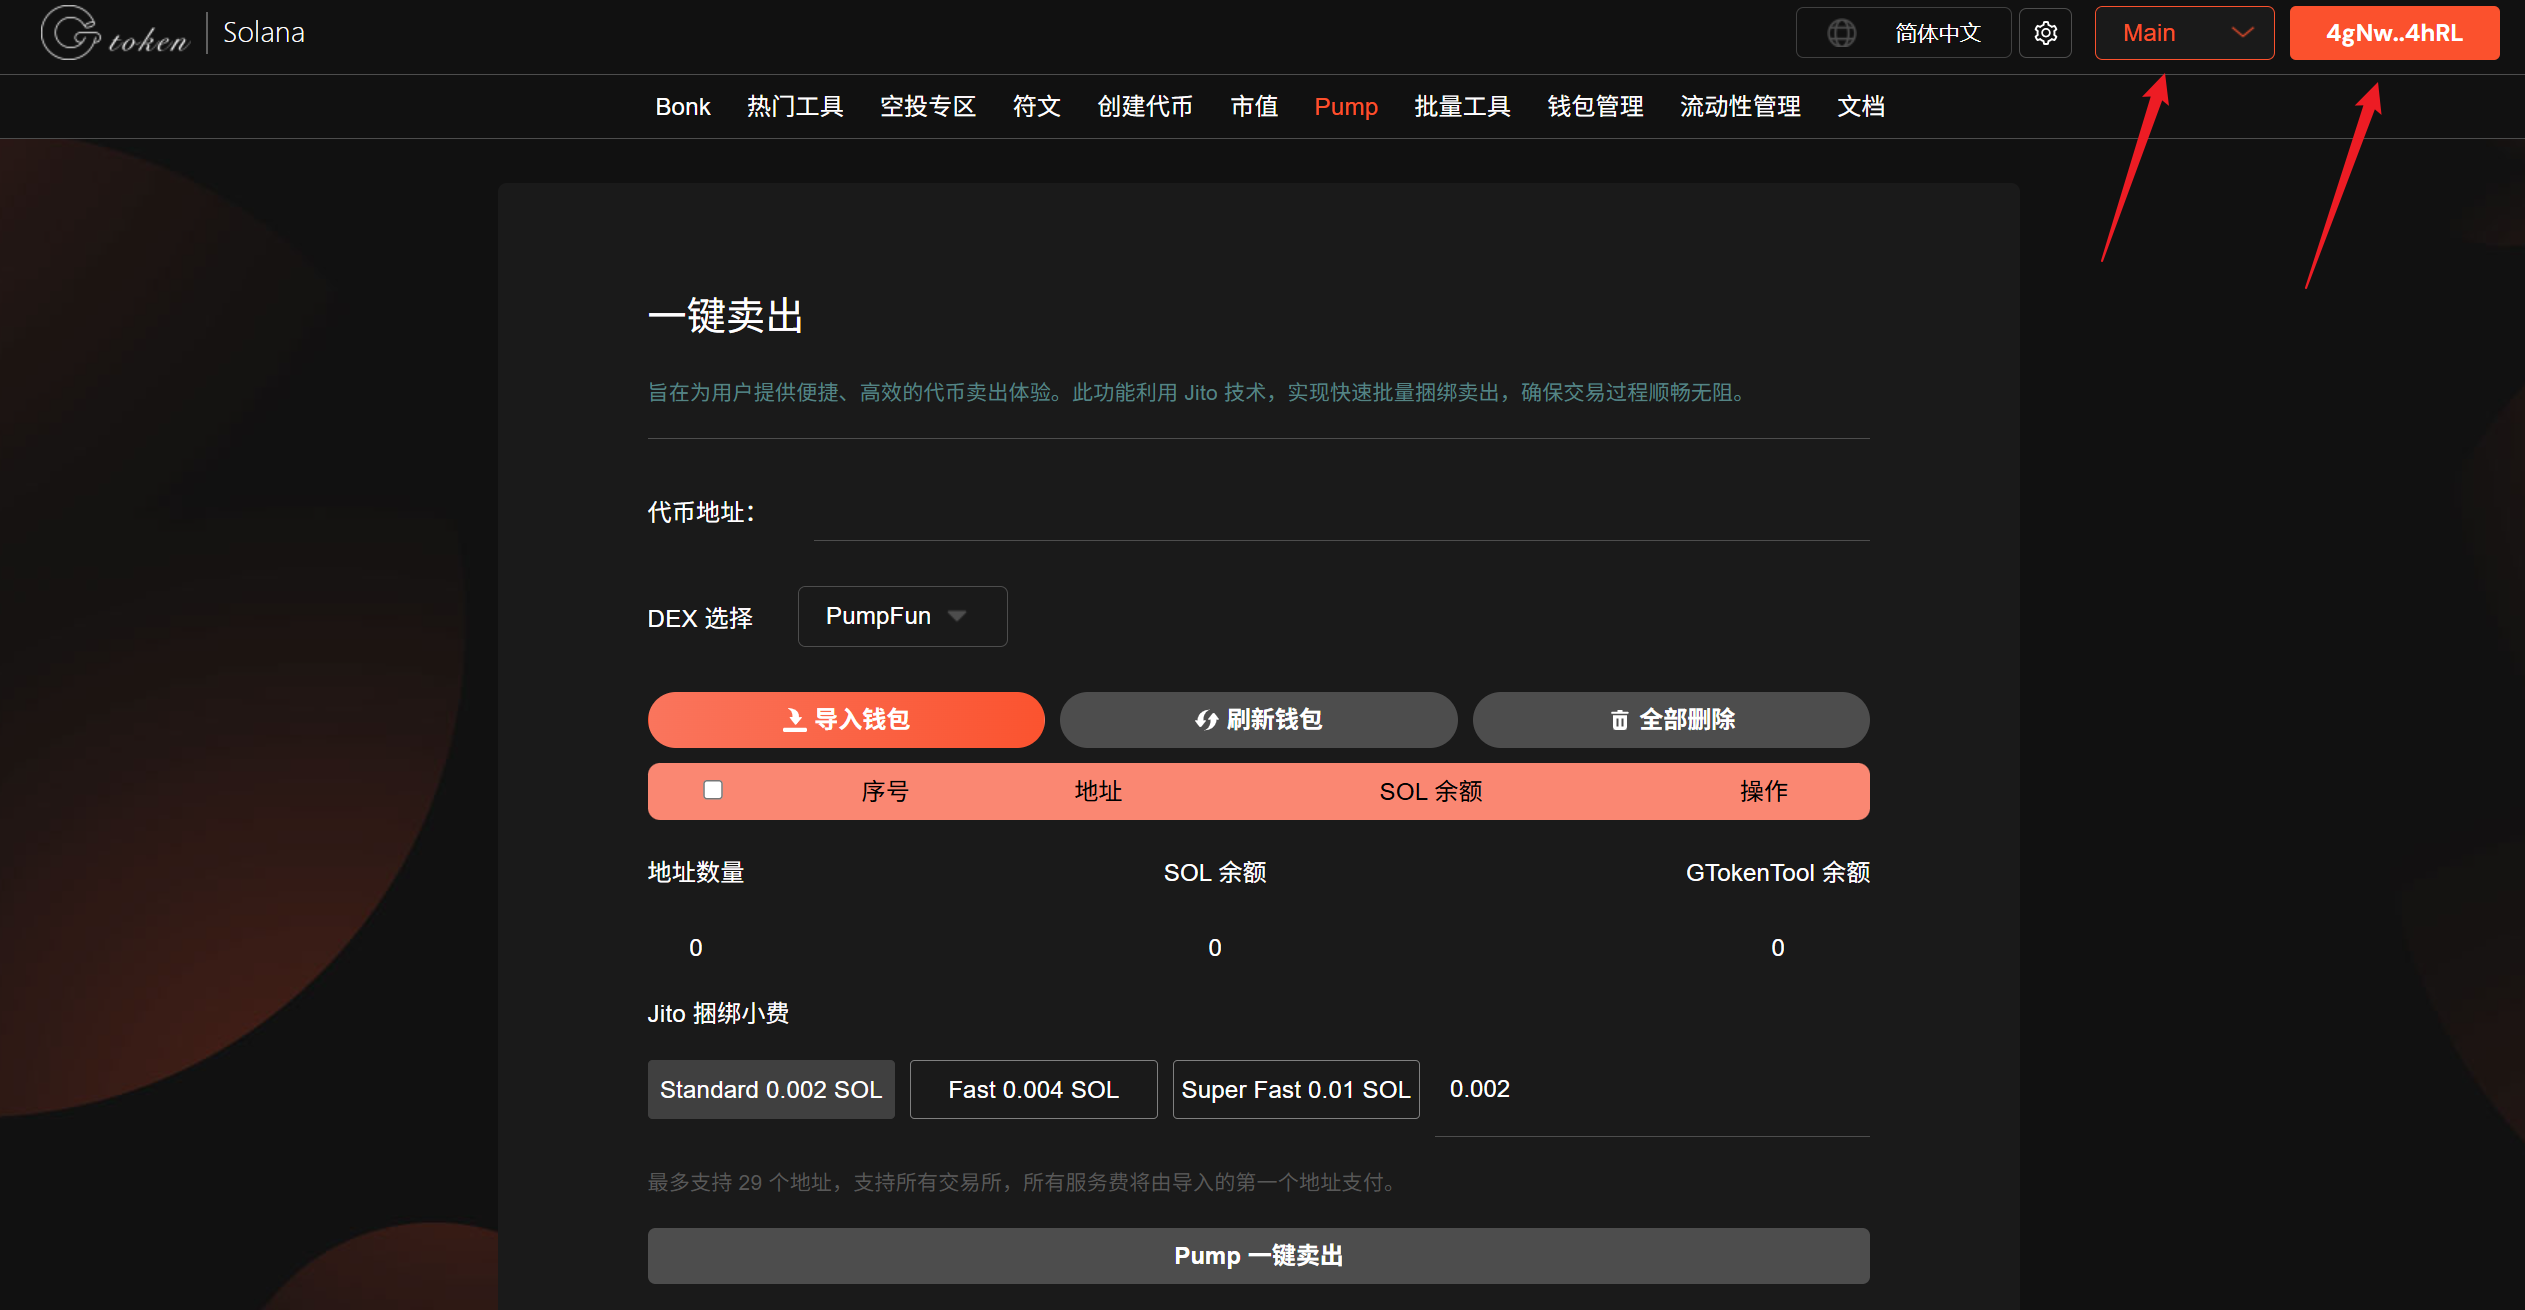 Gtoken | Solana
简体中文
Main
4gNw..4hRL
Bonk 热门工具 空投专区 符文 创建代币 市值 Pump 批量工具 钱包管理 流动性管理 文档
一键卖出
旨在为用户提供便捷、高效的代币卖出体验。此功能利用 Jito 技术，实现快速批量捆绑卖出，确保交易过程顺畅无阻。
代币地址：
DEX 选择 PumpFun
导入钱包 刷新钱包 全部删除
序号 地址 SOL 余额 操作
地址数量 SOL 余额 GTokenTool 余额
0 0 0
Jito 捆绑小费
Standard 0.002 SOL Fast 0.004 SOL Super Fast 0.01 SOL 0.002
最多支持 29 个地址，支持所有交易所，所有服务费将由导入的第一个地址支付。
Pump 一键卖出